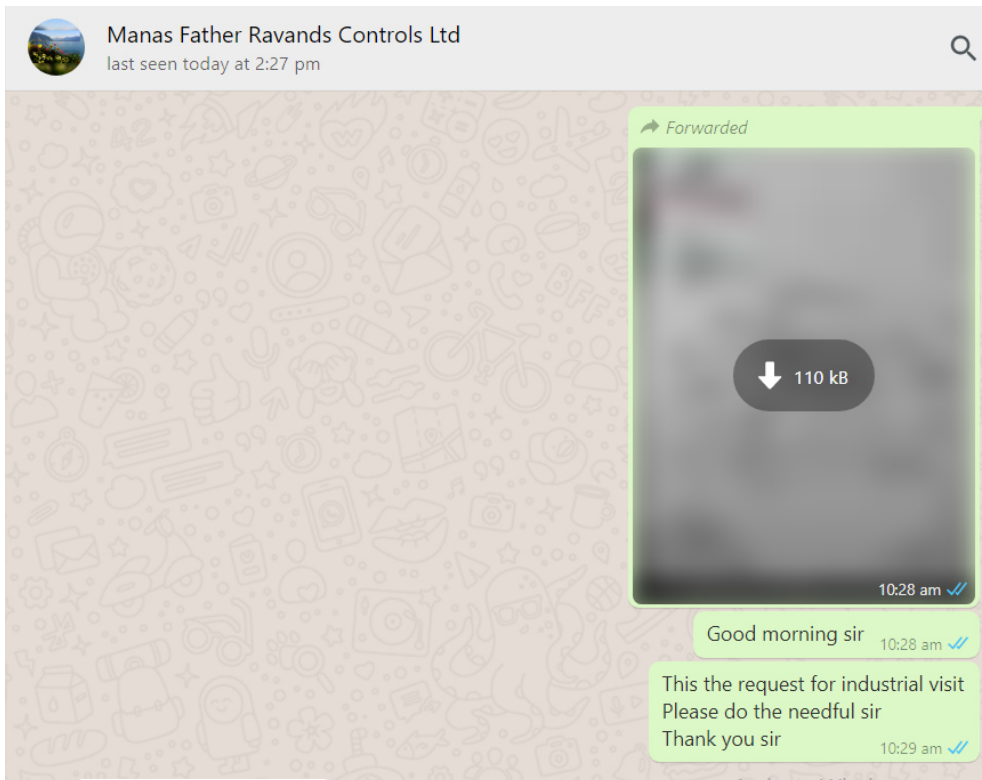 Manas Father Ravands Controls Ltd
last seen today at 2:27 pm
Forwarded
110 kB
10:28 am
Good morning sir
10:28 am
This the request for industrial visit
Please do the needful sir
Thank you sir
10:29 am